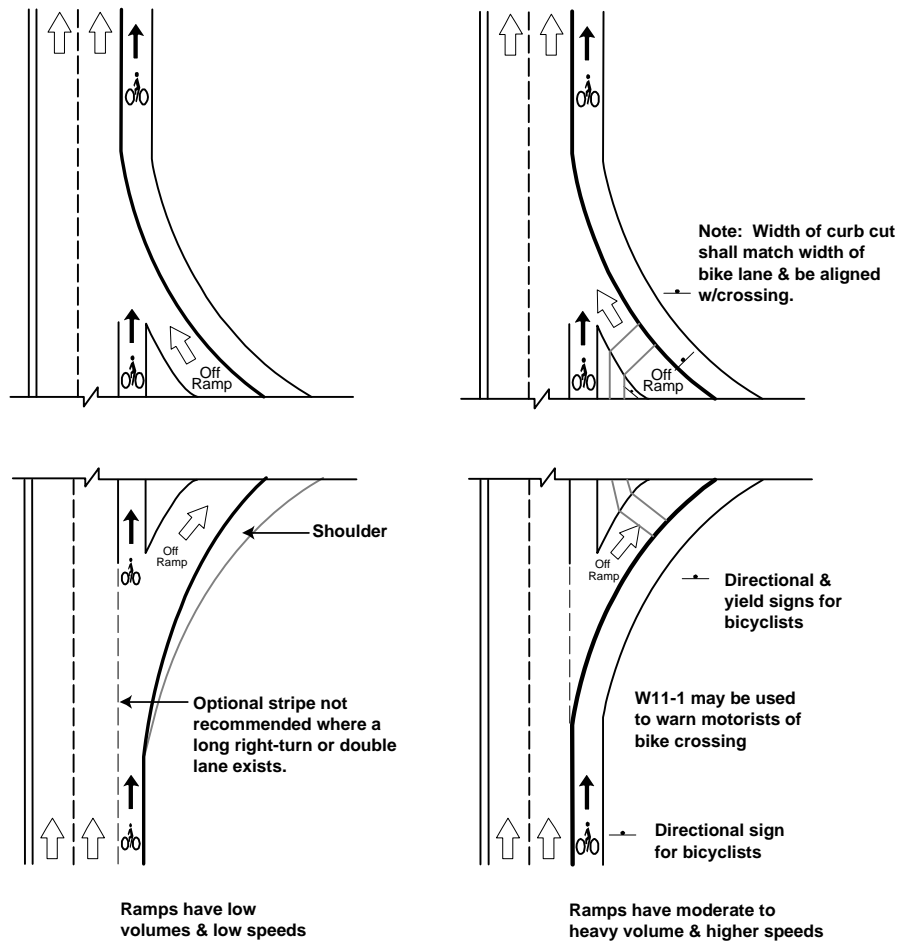 Note:  Width of curb cut
shall match width of
bike lane & be aligned
w/crossing.
Off
Ramp
Off
Ramp
Off
Ramp
Shoulder
Off
Ramp
Directional &
yield signs for
bicyclists
Optional stripe not
recommended where a
long right-turn or double
lane exists.
W11-1 may be used
to warn motorists of
bike crossing
Directional sign
for bicyclists
Ramps have low
volumes & low speeds
Ramps have moderate to
heavy volume & higher speeds